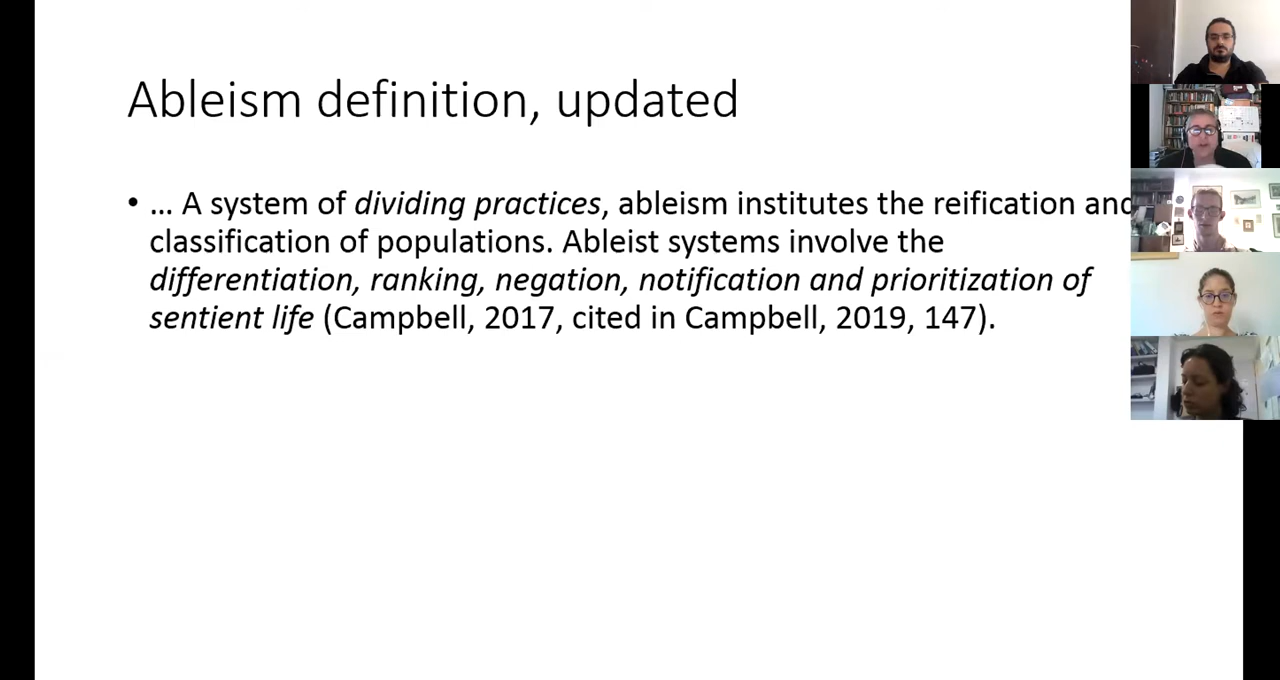 Ableism definition, updated
• … A system of dividing practices, ableism institutes the reification and
classification of populations. Ableist systems involve the
differentiation, ranking, negation, notification and prioritization of
sentient life (Campbell, 2017, cited in Campbell, 2019, 147).